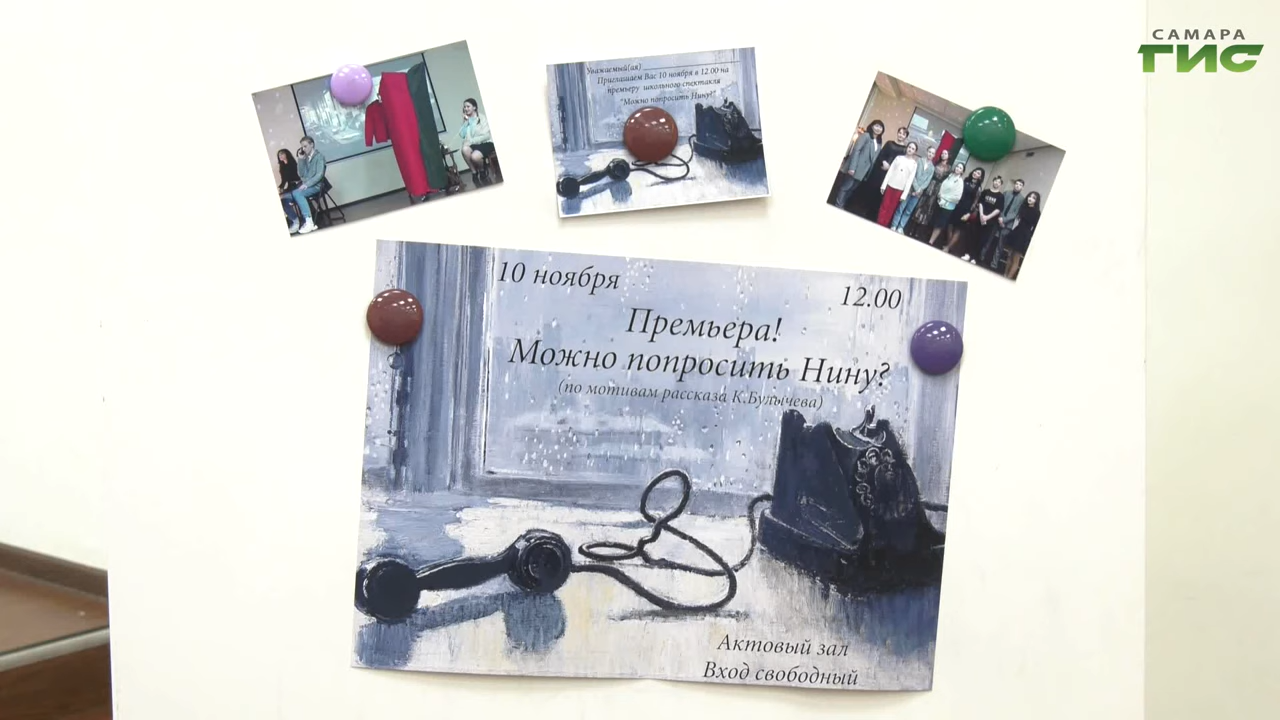 САМАРА
ГИС
Уважаемый(ая)
Приглашаем Вас 10 ноября в 12.00 на
премьеру школьного спектакля
"Можно попросить Нину!"
10 ноября
12.00
Премьера!
Можно попросить Нину?
(по мотивам рассказа К.Булычева)
Актовый зал
Вход свободный